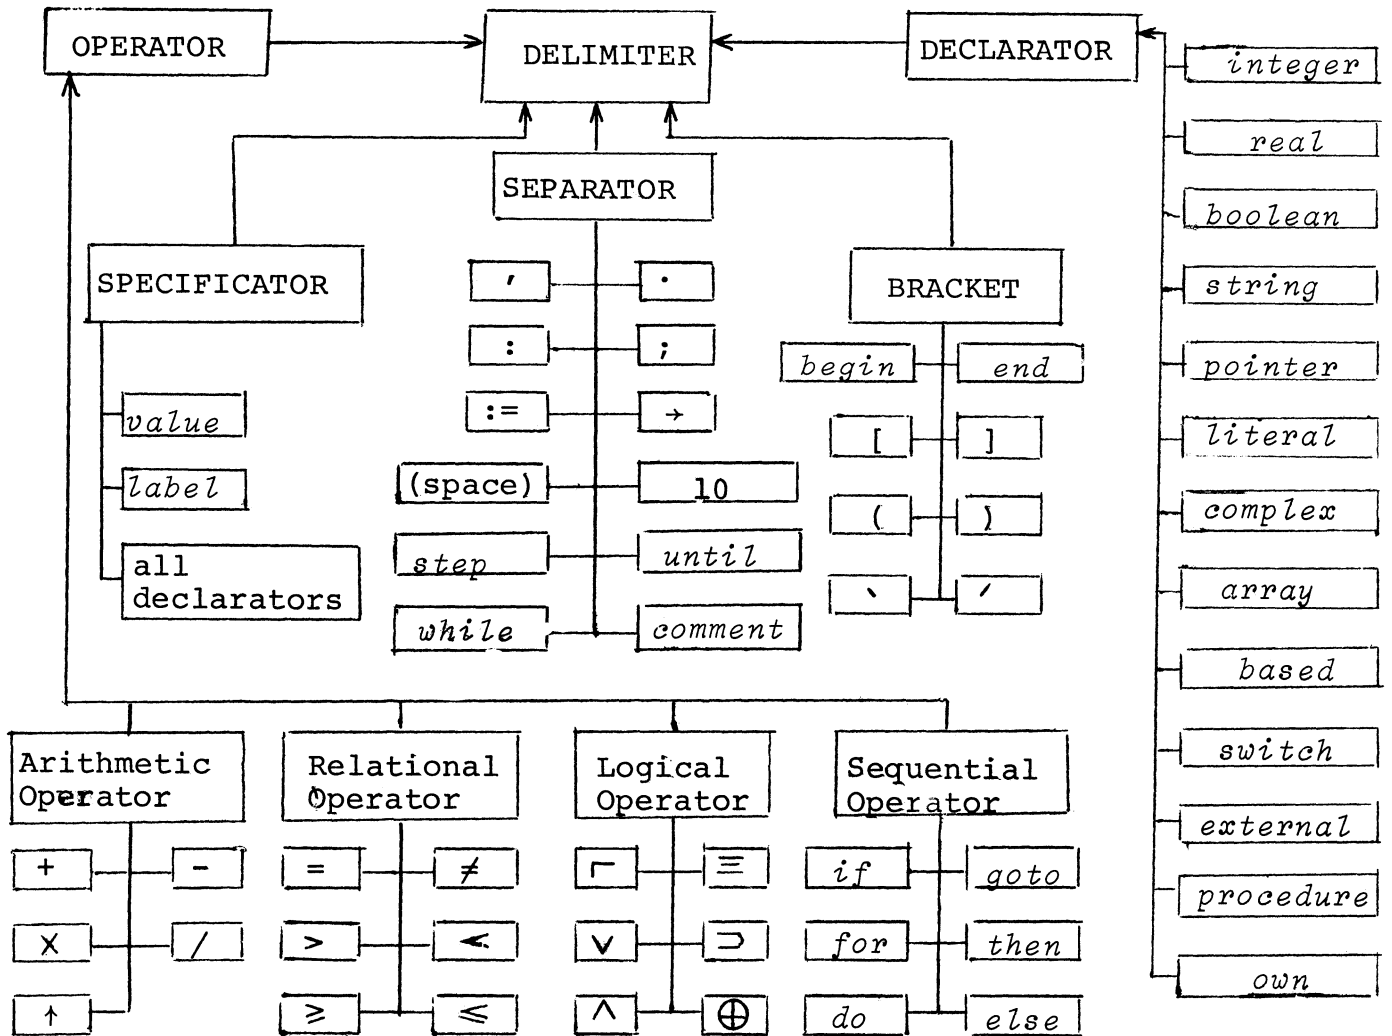 OPERATOR
DELIMITER
DECLARATOR
SPECIFICATOR
value
label
all
declarators
SEPARATOR
, .
: ;
:= →
(space) 10
step until
while comment
BRACKET
begin end
[ ]
( )
‵ ′
integer
real
boolean
string
pointer
literal
complex
array
based
switch
external
procedure
own
Arithmetic
Operator
+ -
× /
↑
Relational
Operator
= ≠
> <
≥ ≤
Logical
Operator
¬ ≡
∨ ⊃
∧ ⊕
Sequential
Operator
if goto
for then
do else